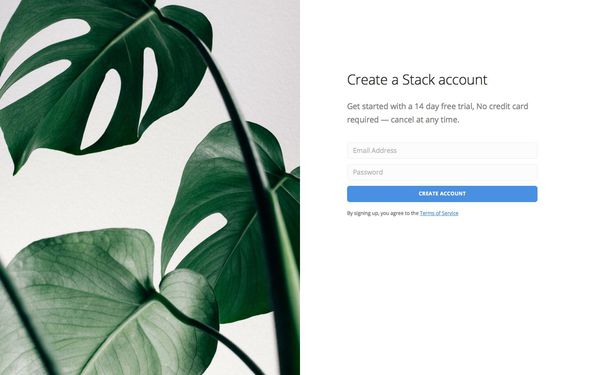 Create a Stack account
Get started with a 14 day free trial, No credit card
required — cancel at any time.
Email Address
Password
CREATE ACCOUNT
By signing up, you agree to the Terms of Service